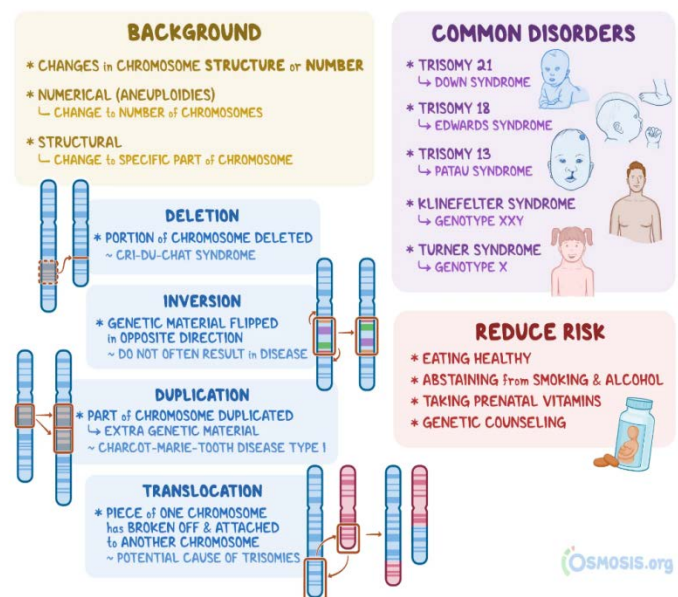 BACKGROUND
* CHANGES in CHROMOSOME STRUCTURE or NUMBER
* NUMERICAL (ANEUPLOIDIES)
↳ CHANGE to NUMBER of CHROMOSOMES
* STRUCTURAL
↳ CHANGE to SPECIFIC PART of CHROMOSOME
DELETION
* PORTION of CHROMOSOME DELETED
~ CRI-DU-CHAT SYNDROME
INVERSION
* GENETIC MATERIAL FLIPPED
in OPPOSITE DIRECTION
~ DO NOT OFTEN RESULT in DISEASE
DUPLICATION
* PART of CHROMOSOME DUPLICATED
↳ EXTRA GENETIC MATERIAL
~ CHARCOT-MARIE-TOOTH DISEASE TYPE I
TRANSLOCATION
* PIECE of ONE CHROMOSOME
has BROKEN OFF & ATTACHED
to ANOTHER CHROMOSOME
~ POTENTIAL CAUSE of TRISOMIES
COMMON DISORDERS
* TRISOMY 21
↳ DOWN SYNDROME
* TRISOMY 18
↳ EDWARDS SYNDROME
* TRISOMY 13
↳ PATAU SYNDROME
* KLINEFELTER SYNDROME
↳ GENOTYPE XXY
* TURNER SYNDROME
↳ GENOTYPE X
REDUCE RISK
* EATING HEALTHY
* ABSTAINING from SMOKING & ALCOHOL
* TAKING PRENATAL VITAMINS
* GENETIC COUNSELING
OSMOSIS.org